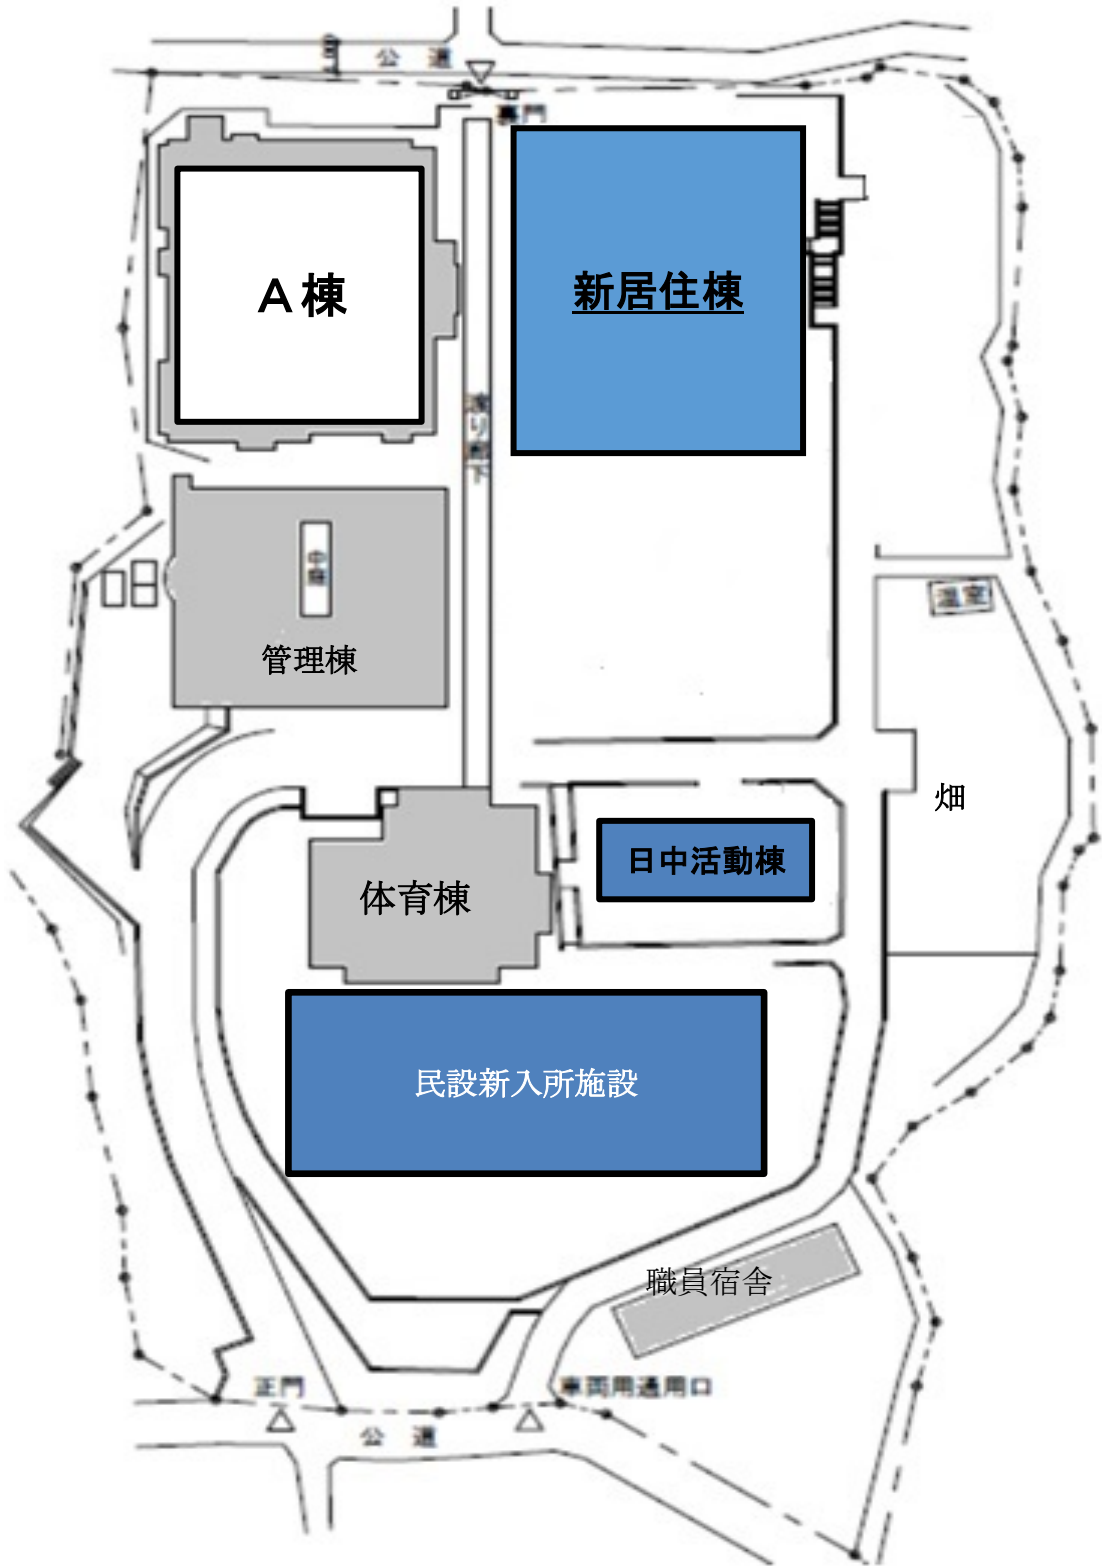 公 道
裏門
A棟
新居住棟
渡り廊下
中庭
温室
管理棟
畑
日中活動棟
体育棟
民設新入所施設
職員宿舎
正門
車両用通用口
公 道